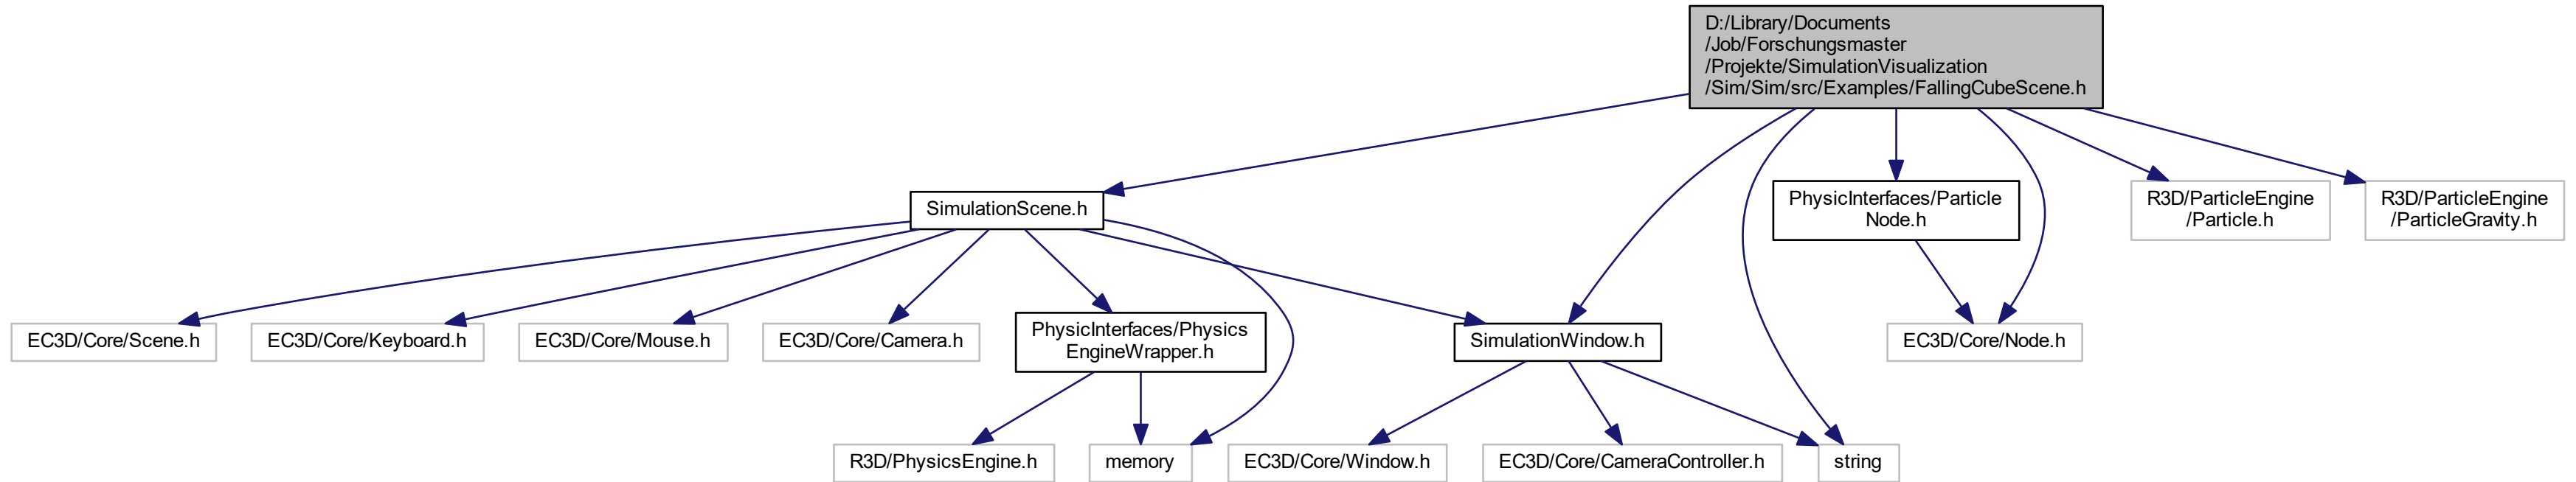 D:/Library/Documents
/Job/Forschungsmaster
/Projekte/SimulationVisualization
/Sim/Sim/src/Examples/FallingCubeScene.h
SimulationScene.h
PhysicInterfaces/Particle
Node.h
R3D/ParticleEngine
/Particle.h
R3D/ParticleEngine
/ParticleGravity.h
EC3D/Core/Scene.h
EC3D/Core/Keyboard.h
EC3D/Core/Mouse.h
EC3D/Core/Camera.h
PhysicInterfaces/Physics
EngineWrapper.h
SimulationWindow.h
EC3D/Core/Node.h
R3D/PhysicsEngine.h
memory
EC3D/Core/Window.h
EC3D/Core/CameraController.h
string